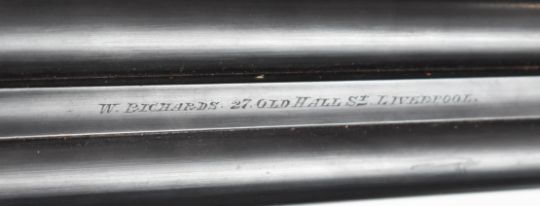 W. RICHARDS. 27. OLD HALL ST. LIVERPOOL.